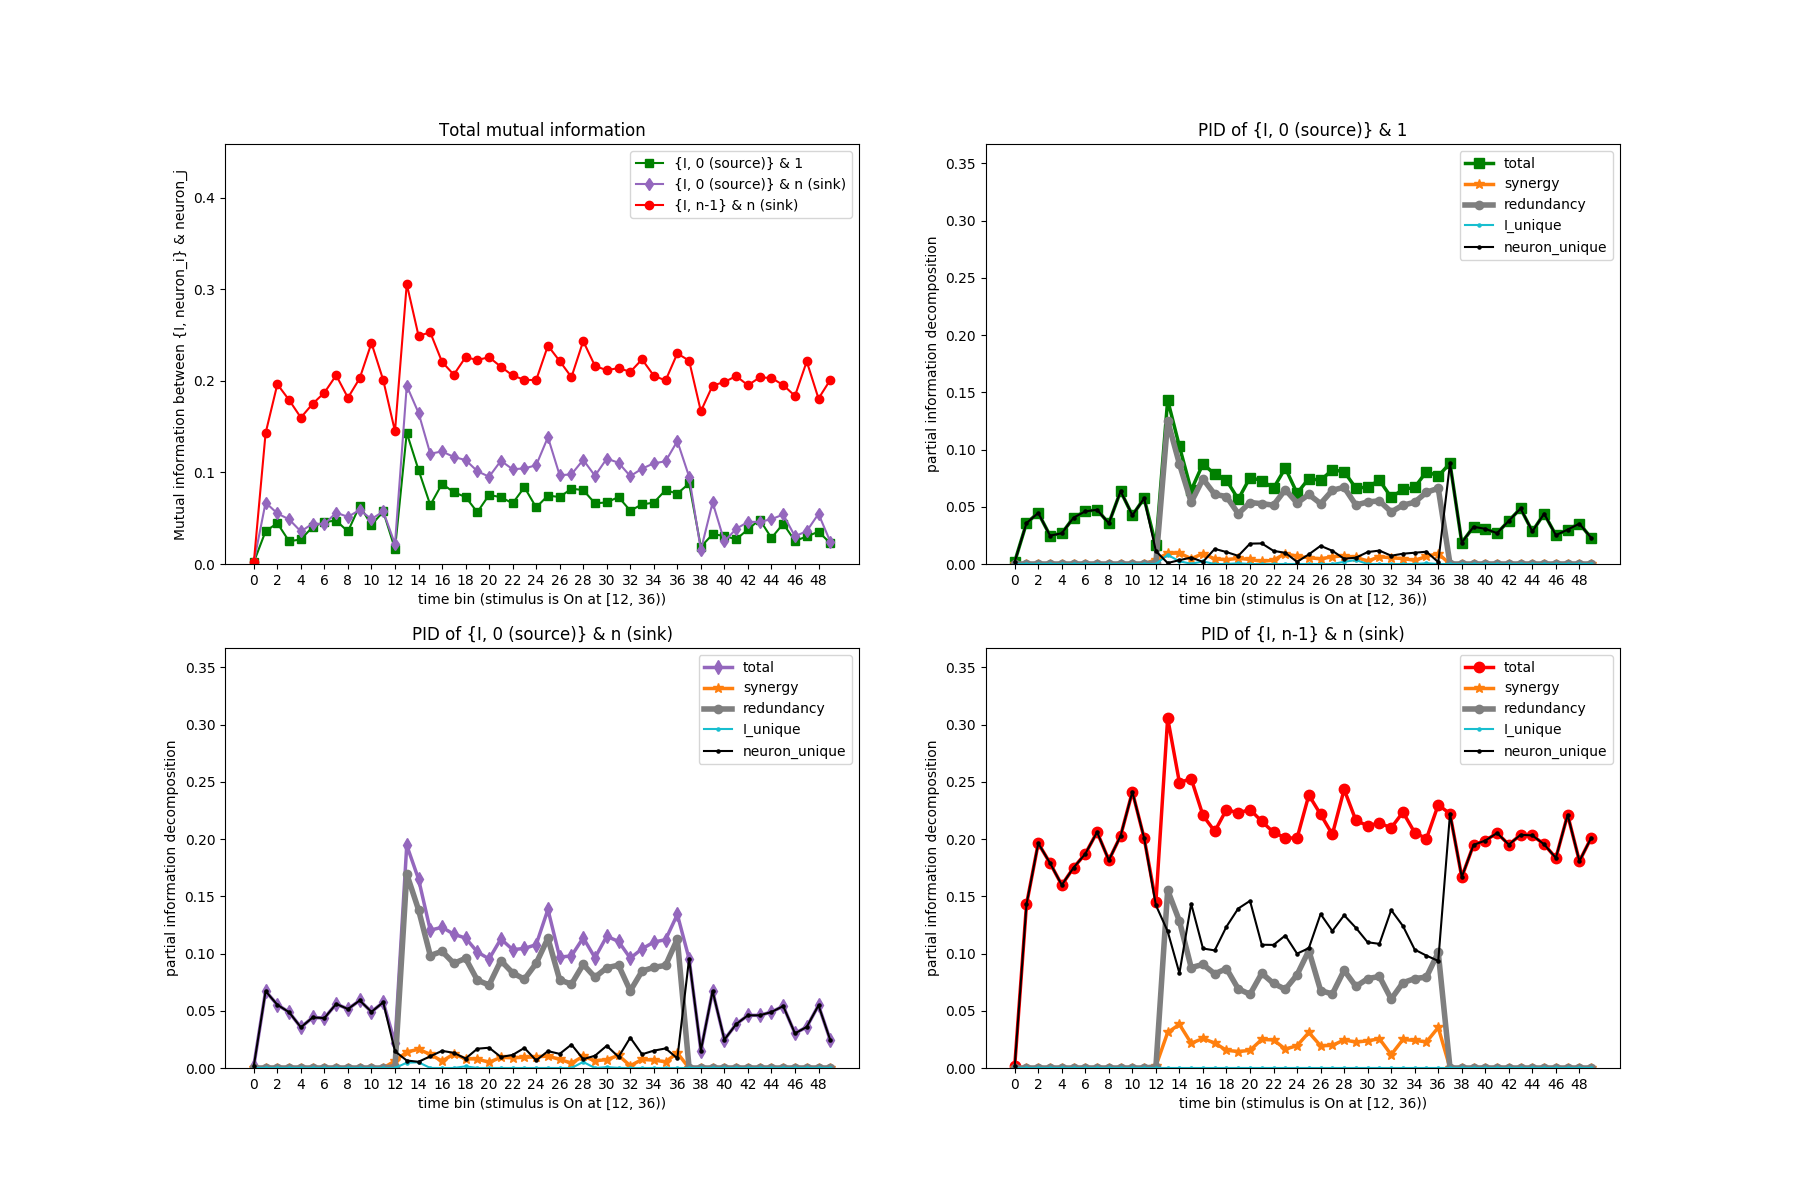 Total mutual information
Mutual information between {I, neuron_i} & neuron_j
0.4
0.3
0.2
0.1
0.0
{I, 0 (source)} & 1
{I, 0 (source)} & n (sink)
{I, n-1} & n (sink)
0 2 4 6 8 10 12 14 16 18 20 22 24 26 28 30 32 34 36 38 40 42 44 46 48
time bin (stimulus is On at [12, 36))
PID of {I, 0 (source)} & 1
partial information decomposition
0.35
0.30
0.25
0.20
0.15
0.10
0.05
0.00
total
synergy
redundancy
I_unique
neuron_unique
0 2 4 6 8 10 12 14 16 18 20 22 24 26 28 30 32 34 36 38 40 42 44 46 48
time bin (stimulus is On at [12, 36))
PID of {I, 0 (source)} & n (sink)
partial information decomposition
0.35
0.30
0.25
0.20
0.15
0.10
0.05
0.00
total
synergy
redundancy
I_unique
neuron_unique
0 2 4 6 8 10 12 14 16 18 20 22 24 26 28 30 32 34 36 38 40 42 44 46 48
time bin (stimulus is On at [12, 36))
PID of {I, n-1} & n (sink)
partial information decomposition
0.35
0.30
0.25
0.20
0.15
0.10
0.05
0.00
total
synergy
redundancy
I_unique
neuron_unique
0 2 4 6 8 10 12 14 16 18 20 22 24 26 28 30 32 34 36 38 40 42 44 46 48
time bin (stimulus is On at [12, 36))